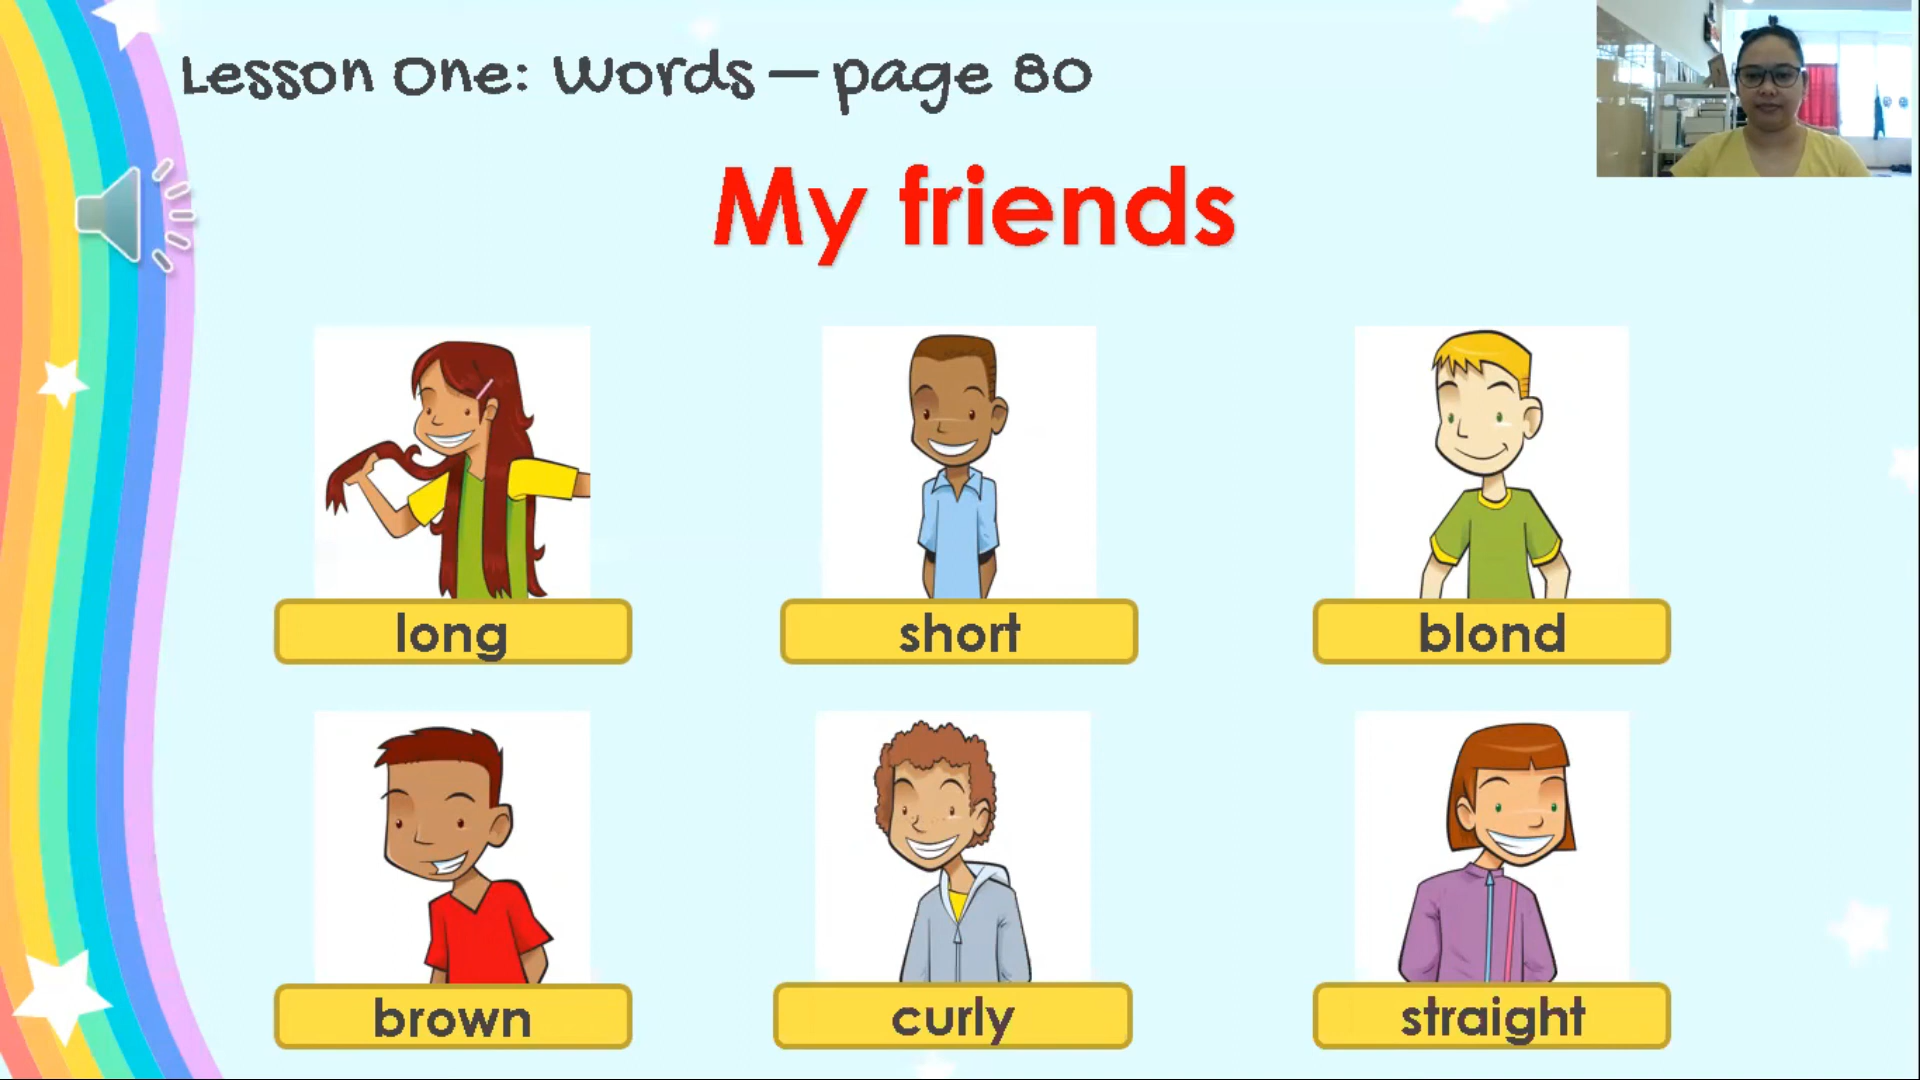 Lesson One: Words – page 80
My friends
long
short
blond
brown
curly
straight